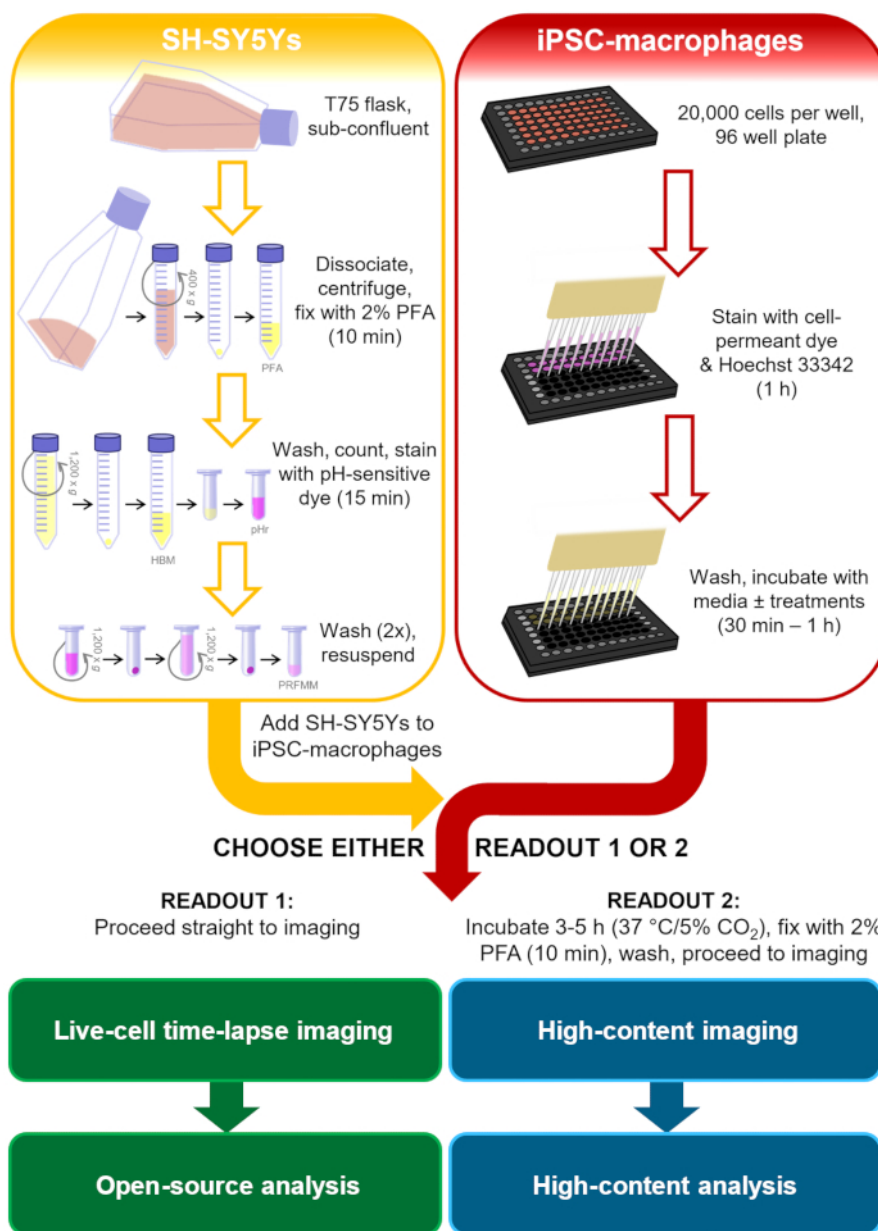 SH-SY5Ys
T75 flask,
sub-confluent
400 x g
Dissociate,
centrifuge,
fix with 2% PFA
(10 min)
PFA
1,200 x g
Wash, count, stain
with pH-sensitive
dye (15 min)
HBM
pHr
1,200 x g
1,200 x g
Wash (2x),
resuspend
PRFMM
iPSC-macrophages
20,000 cells per well,
96 well plate
Stain with cell-
permeant dye
& Hoechst 33342
(1 h)
Wash, incubate with
media ± treatments
(30 min – 1 h)
Add SH-SY5Ys to
iPSC-macrophages
CHOOSE EITHER READOUT 1 OR 2
READOUT 1:
Proceed straight to imaging
READOUT 2:
Incubate 3-5 h (37 °C/5% CO₂), fix with 2%
PFA (10 min), wash, proceed to imaging
Live-cell time-lapse imaging
Open-source analysis
High-content imaging
High-content analysis